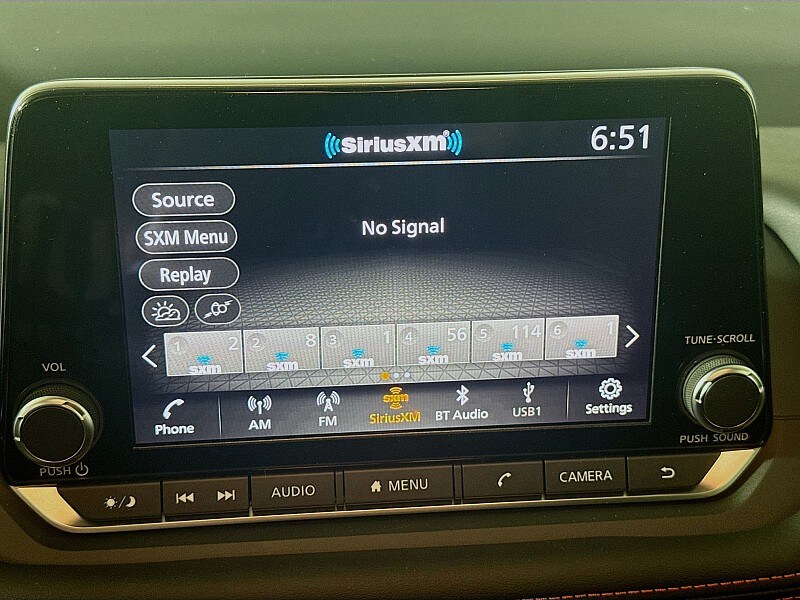 SiriusXM
6:51
Source
SXM Menu
Replay
No Signal
1 2
sxm
2 8
sxm
3 1
sxm
4 56
sxm
5 114
sxm
6 1
sxm
Phone
AM
FM
sxm
SiriusXM
BT Audio
USB1
Settings
VOL
PUSH
TUNE·SCROLL
PUSH SOUND
AUDIO
MENU
CAMERA